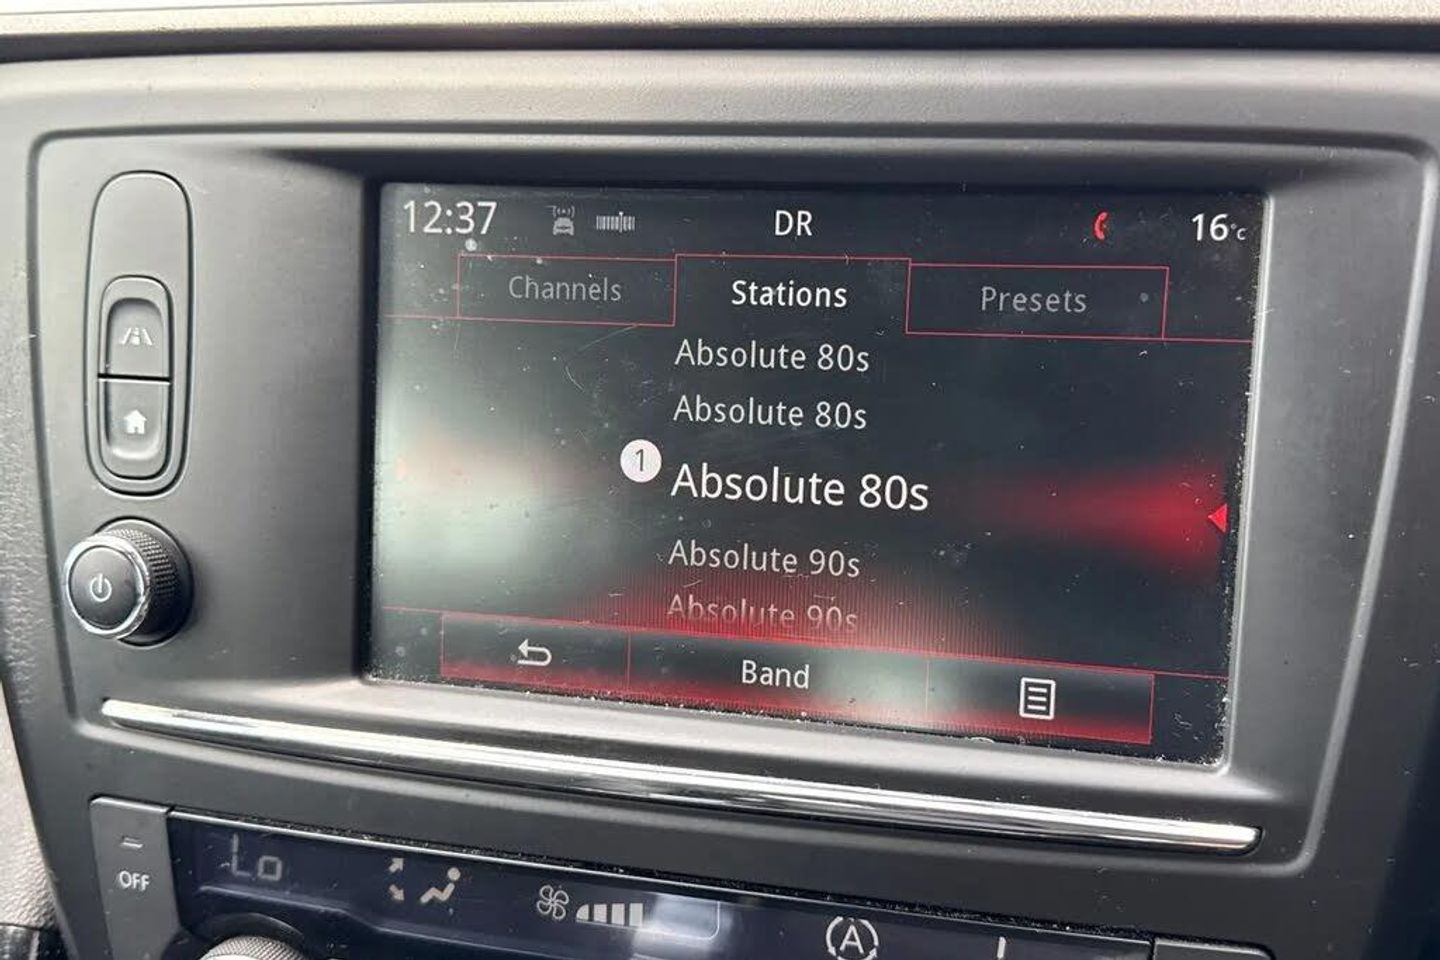 12:37 DR 16°C
Channels Stations Presets
Absolute 80s
Absolute 80s
1 Absolute 80s
Absolute 90s
Absolute 90s
Band
OFF
Lo
A